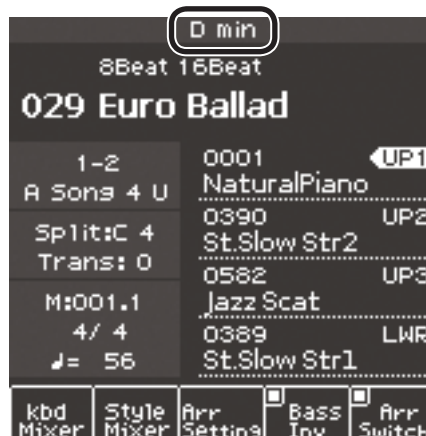 D min
8Beat 16Beat
029 Euro Ballad
1-2
A Song 4 U
Split:C 4
Trans: 0
M:001.1
4/ 4
♩= 56
0001 UP1
NaturalPiano
0390 UP2
St.Slow Str2
0582 UP3
Jazz Scat
0389 LWR
St.Slow Str1
kbd Mixer
Style Mixer
Arr Setting
Bass Inv
Arr Switch